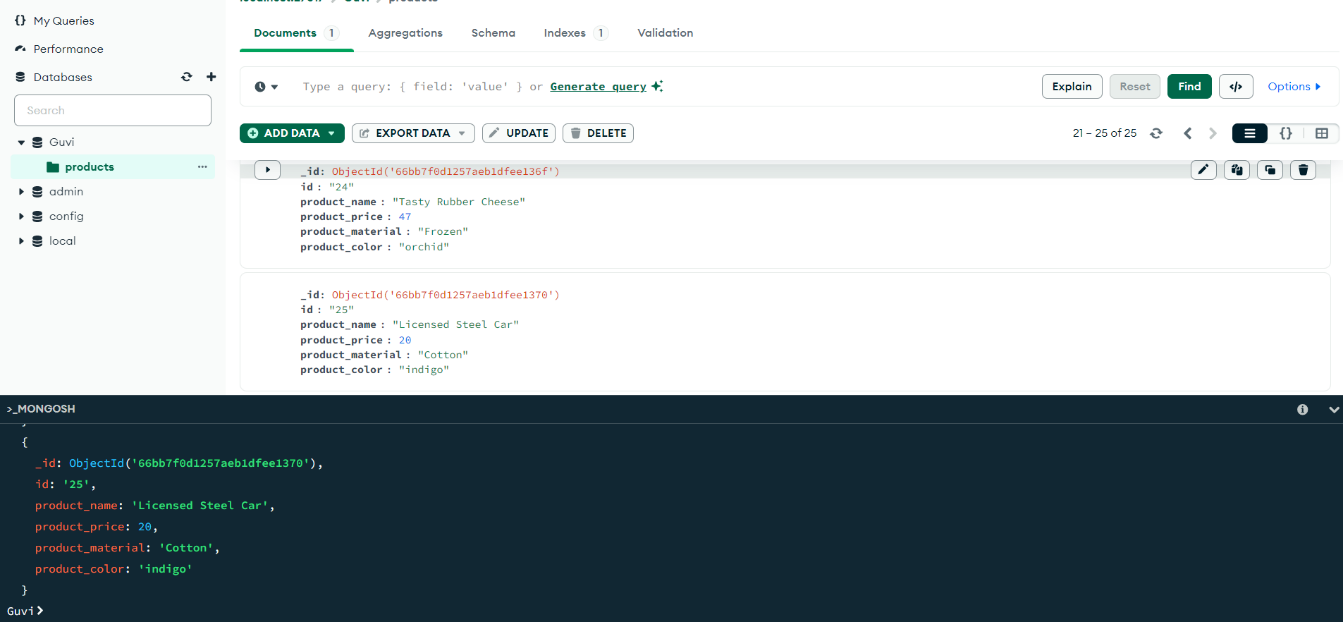 My Queries
Performance
Databases
Search
Guvi
products
admin
config
local
Documents 1 Aggregations Schema Indexes 1 Validation
Type a query: { field: 'value' } or Generate query
Explain Reset Find </> Options
ADD DATA EXPORT DATA UPDATE DELETE 21 – 25 of 25
_id: ObjectId('66bb7f0d1257aeb1dfee136f')
id : "24"
product_name : "Tasty Rubber Cheese"
product_price : 47
product_material : "Frozen"
product_color : "orchid"
_id: ObjectId('66bb7f0d1257aeb1dfee1370')
id : "25"
product_name : "Licensed Steel Car"
product_price : 20
product_material : "Cotton"
product_color : "indigo"
>_MONGOSH
{
_id: ObjectId('66bb7f0d1257aeb1dfee1370'),
id: '25',
product_name: 'Licensed Steel Car',
product_price: 20,
product_material: 'Cotton',
product_color: 'indigo'
}
Guvi>